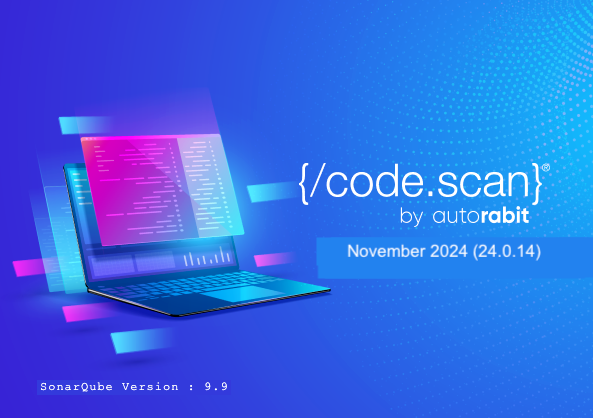 {/code.scan}®
by autorabit
November 2024 (24.0.14)
SonarQube Version : 9.9